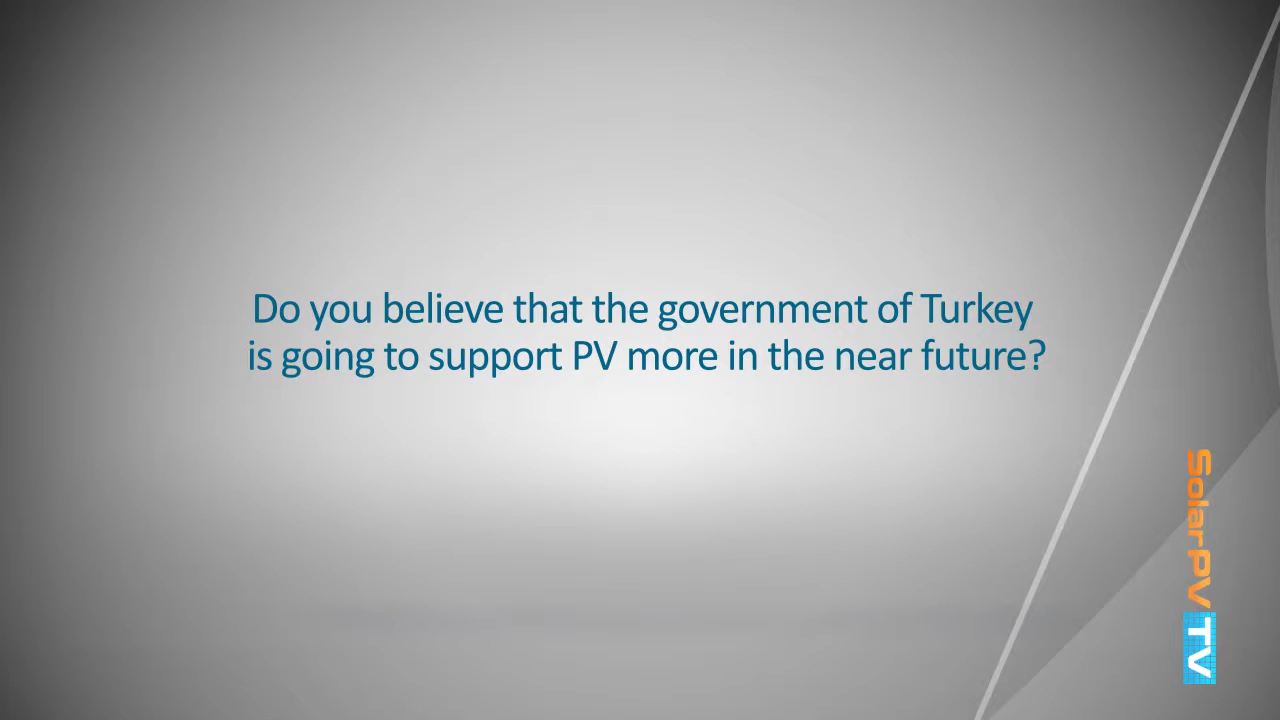 Do you believe that the government of Turkey
is going to support PV more in the near future?
SolarPV TV